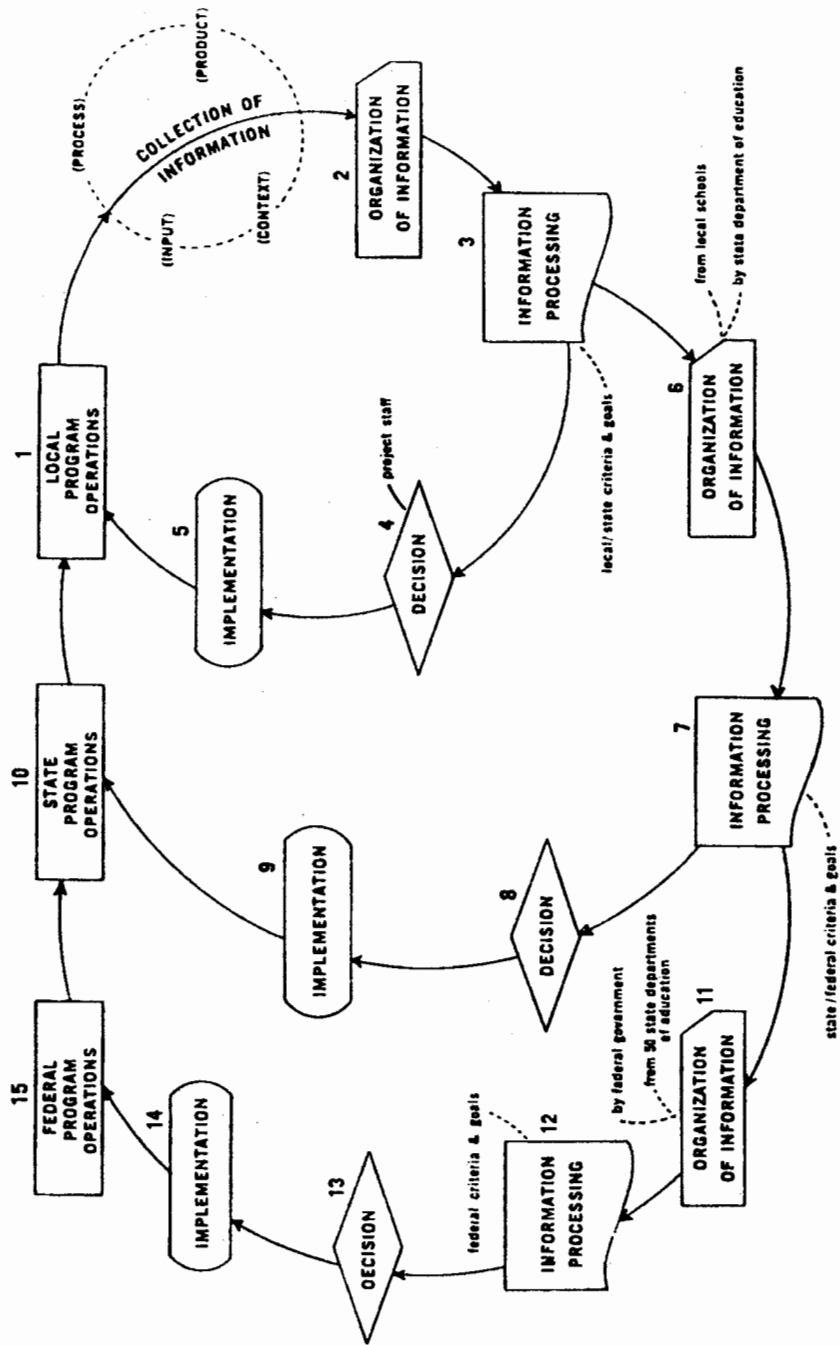 15
FEDERAL
PROGRAM
OPERATIONS
10
STATE
PROGRAM
OPERATIONS
1
LOCAL
PROGRAM
OPERATIONS
(PROCESS)
(PRODUCT)
COLLECTION OF
INFORMATION
(INPUT)
(CONTEXT)
14
IMPLEMENTATION
9
IMPLEMENTATION
5
IMPLEMENTATION
2
ORGANIZATION
OF INFORMATION
13
DECISION
8
DECISION
4
DECISION
project staff
3
INFORMATION
PROCESSING
local/state criteria & goals
federal criteria & goals
12
INFORMATION
PROCESSING
by federal government
from 50 state departments
of education
11
ORGANIZATION
OF INFORMATION
7
INFORMATION
PROCESSING
state/federal criteria & goals
6
ORGANIZATION
OF INFORMATION
from local schools
by state department of education